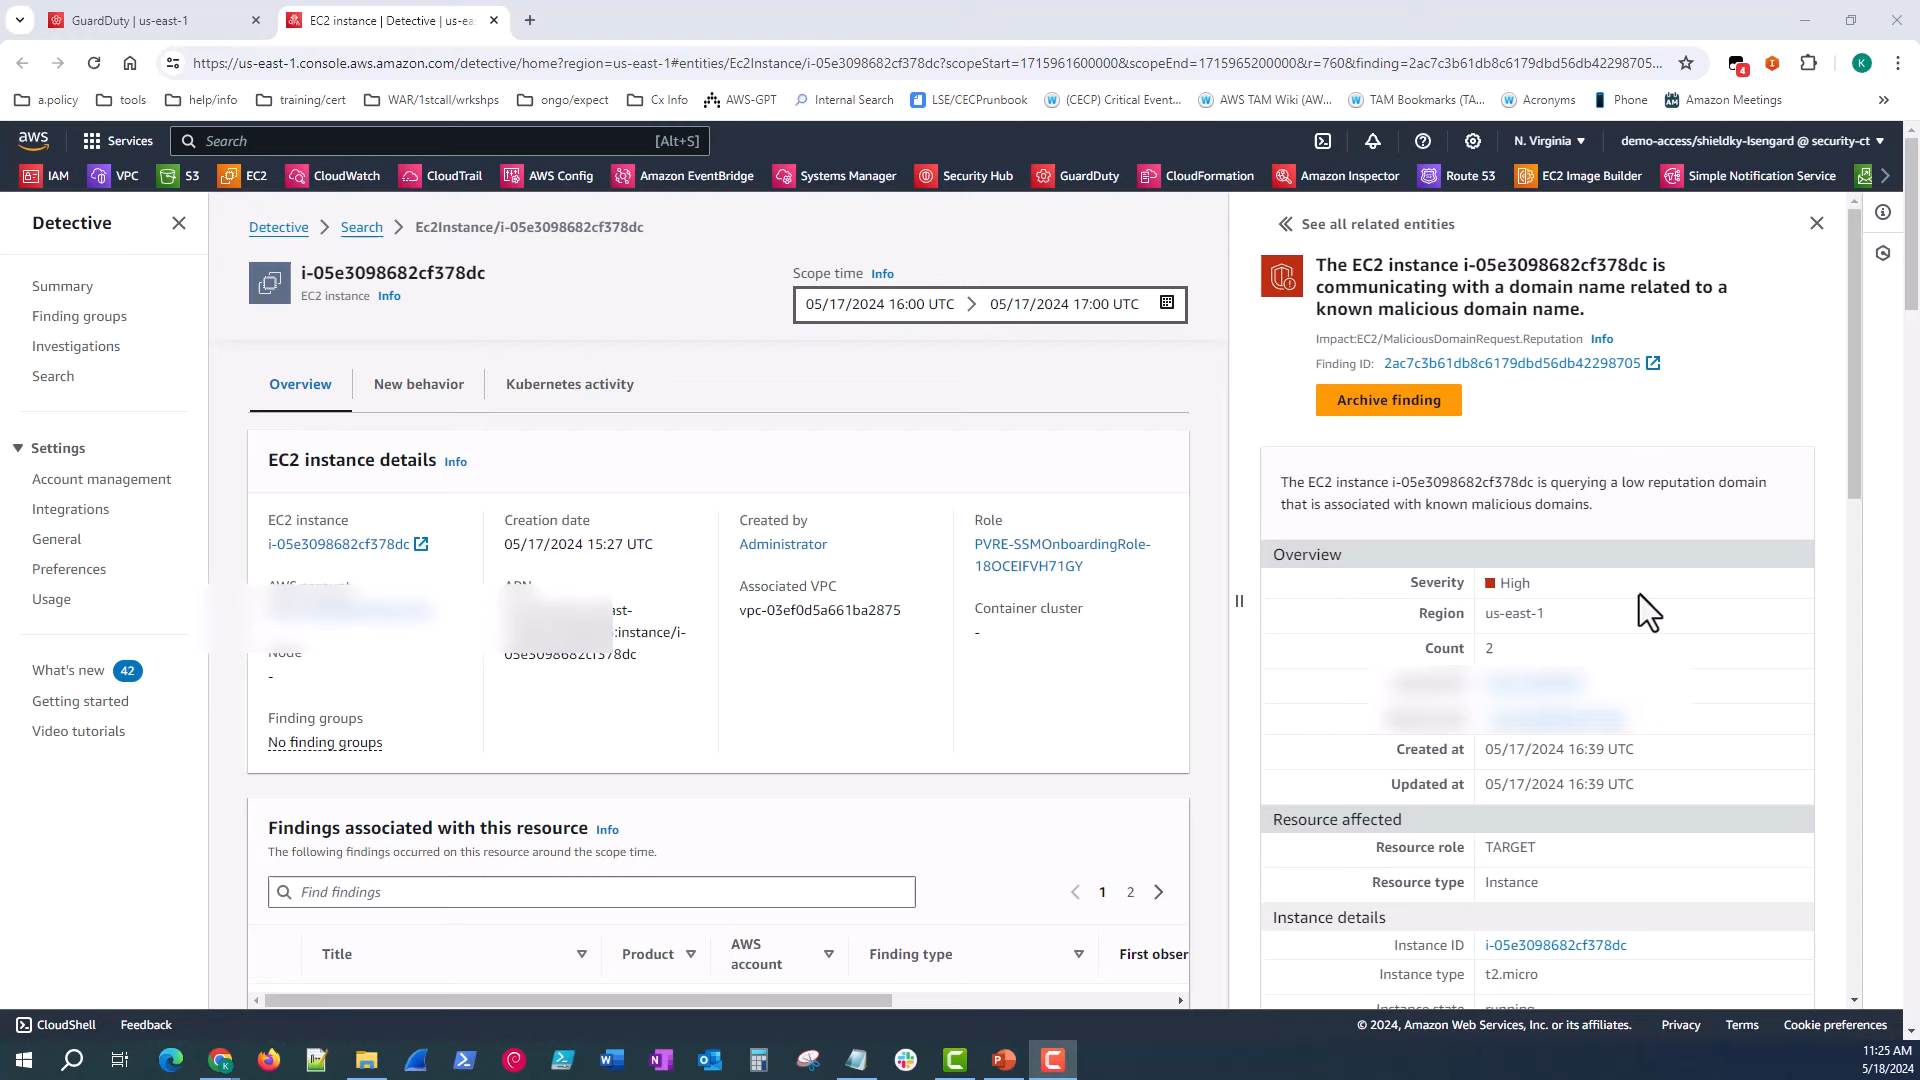 GuardDuty | us-east-1
EC2 instance | Detective | us-ea
https://us-east-1.console.aws.amazon.com/detective/home?region=us-east-1#entities/Ec2Instance/i-05e3098682cf378dc?scopeStart=1715961600000&scopeEnd=1715965200000&r=760&finding=2ac7c3b61db8c6179dbd56db42298705...
4
K
a.policy
tools
help/info
training/cert
WAR/1stcall/wrkshps
ongo/expect
Cx Info
AWS-GPT
Internal Search
LSE/CECPrunbook
(CECP) Critical Event...
AWS TAM Wiki (AW...
TAM Bookmarks (TA...
Acronyms
Phone
Amazon Meetings
aws
Services
Search
[Alt+S]
N. Virginia
demo-access/shieldky-Isengard @ security-ct
IAM
VPC
S3
EC2
CloudWatch
CloudTrail
AWS Config
Amazon EventBridge
Systems Manager
Security Hub
GuardDuty
CloudFormation
Amazon Inspector
Route 53
EC2 Image Builder
Simple Notification Service
Detective
Summary
Finding groups
Investigations
Search
Settings
Account management
Integrations
General
Preferences
Usage
What's new 42
Getting started
Video tutorials
Detective
Search
Ec2Instance/i-05e3098682cf378dc
i-05e3098682cf378dc
EC2 instance Info
Scope time Info
05/17/2024 16:00 UTC
05/17/2024 17:00 UTC
Overview
New behavior
Kubernetes activity
EC2 instance details Info
EC2 instance
i-05e3098682cf378dc
Node
-
Finding groups
No finding groups
Creation date
05/17/2024 15:27 UTC
ast-
:instance/i-
05e3098682cf378dc
Created by
Administrator
Associated VPC
vpc-03ef0d5a661ba2875
Role
PVRE-SSMOnboardingRole-
18OCEIFVH71GY
Container cluster
-
Findings associated with this resource Info
The following findings occurred on this resource around the scope time.
Find findings
1
2
Title
Product
AWS
account
Finding type
First obser
See all related entities
The EC2 instance i-05e3098682cf378dc is
communicating with a domain name related to a
known malicious domain name.
Impact:EC2/MaliciousDomainRequest.Reputation Info
Finding ID: 2ac7c3b61db8c6179dbd56db42298705
Archive finding
The EC2 instance i-05e3098682cf378dc is querying a low reputation domain
that is associated with known malicious domains.
Overview
Severity High
Region us-east-1
Count 2
Created at 05/17/2024 16:39 UTC
Updated at 05/17/2024 16:39 UTC
Resource affected
Resource role TARGET
Resource type Instance
Instance details
Instance ID i-05e3098682cf378dc
Instance type t2.micro
Instance state running
CloudShell
Feedback
© 2024, Amazon Web Services, Inc. or its affiliates.
Privacy
Terms
Cookie preferences
11:25 AM
5/18/2024